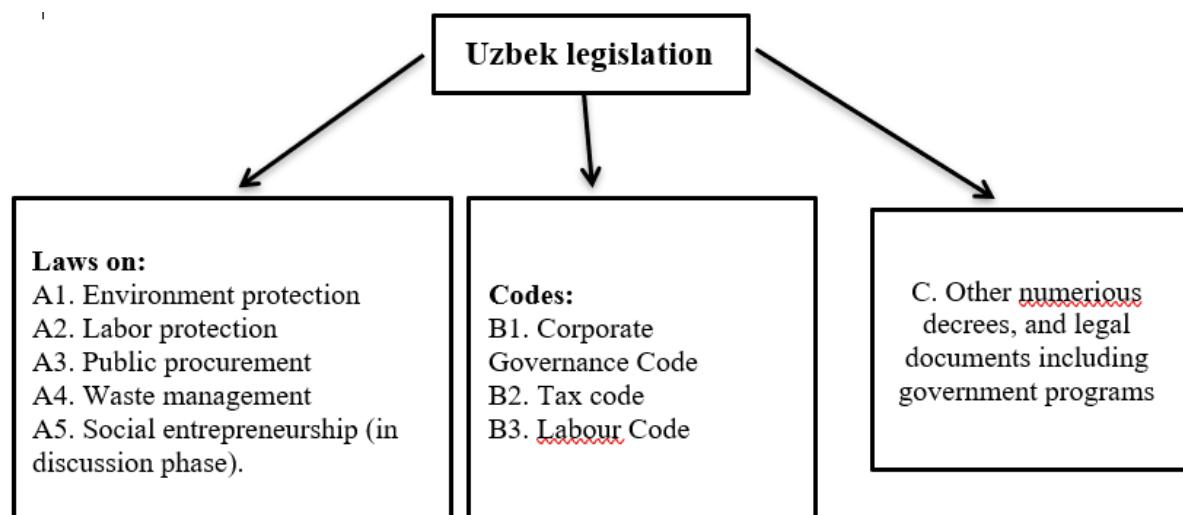 Uzbek legislation
Laws on:
A1. Environment protection
A2. Labor protection
A3. Public procurement
A4. Waste management
A5. Social entrepreneurship (in
discussion phase).
Codes:
B1. Corporate
Governance Code
B2. Tax code
B3. Labour Code
C. Other numerious
decrees, and legal
documents including
government programs